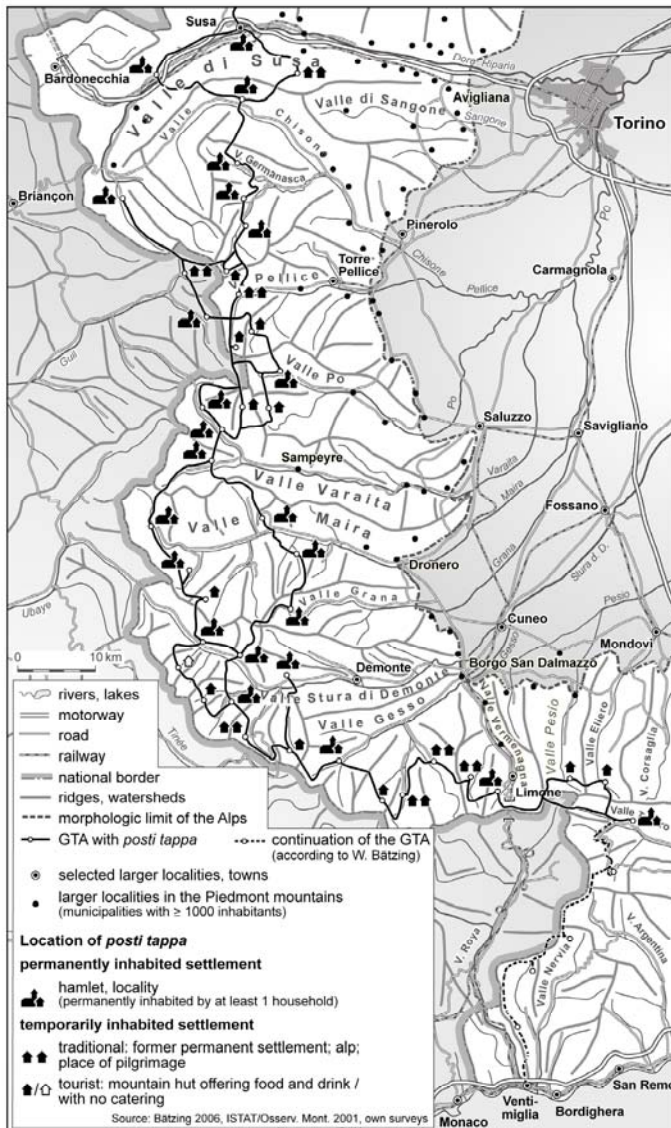 Susa
Bardonecchia
Valle di Susa
Dora Riparia
Valle di Sangone
Avigliana
Sangone
Torino
Valle Chisone
V. Germanasca
Briançon
Pinerolo
Po
Torre
Pellice
Chisone
V. Pellice
Carmagnola
Pellice
Guil
Valle Po
Po
Saluzzo
Savigliano
Sampeyre
Varaita
Valle Varaita
Maira
Valle Maira
Fossano
Dronero
Grana
Stura d. D.
Ubaye
Valle Grana
Pesio
Cuneo
Gesso
Mondovì
0 10 km
Demonte
Borgo San Dalmazzo
Valle Stura di Demonte
Valle Gesso
Valle Vermenagna
Valle Pesio
Valle Ellero
V. Corsaglia
Tinée
Limone
Valle
rivers, lakes
motorway
road
railway
national border
ridges, watersheds
morphologic limit of the Alps
GTA with posti tappa
continuation of the GTA
(according to W. Bätzing)
selected larger localities, towns
larger localities in the Piedmont mountains
(municipalities with ≥ 1000 inhabitants)
Location of posti tappa
permanently inhabited settlement
hamlet, locality
(permanently inhabited by at least 1 household)
temporarily inhabited settlement
traditional: former permanent settlement; alp;
place of pilgrimage
tourist: mountain hut offering food and drink /
with no catering
Source: Bätzing 2006, ISTAT/Osserv. Mont. 2001, own surveys
V. Roya
Valle Nervia
V. Argentina
San Remo
Venti-
miglia
Bordighera
Monaco